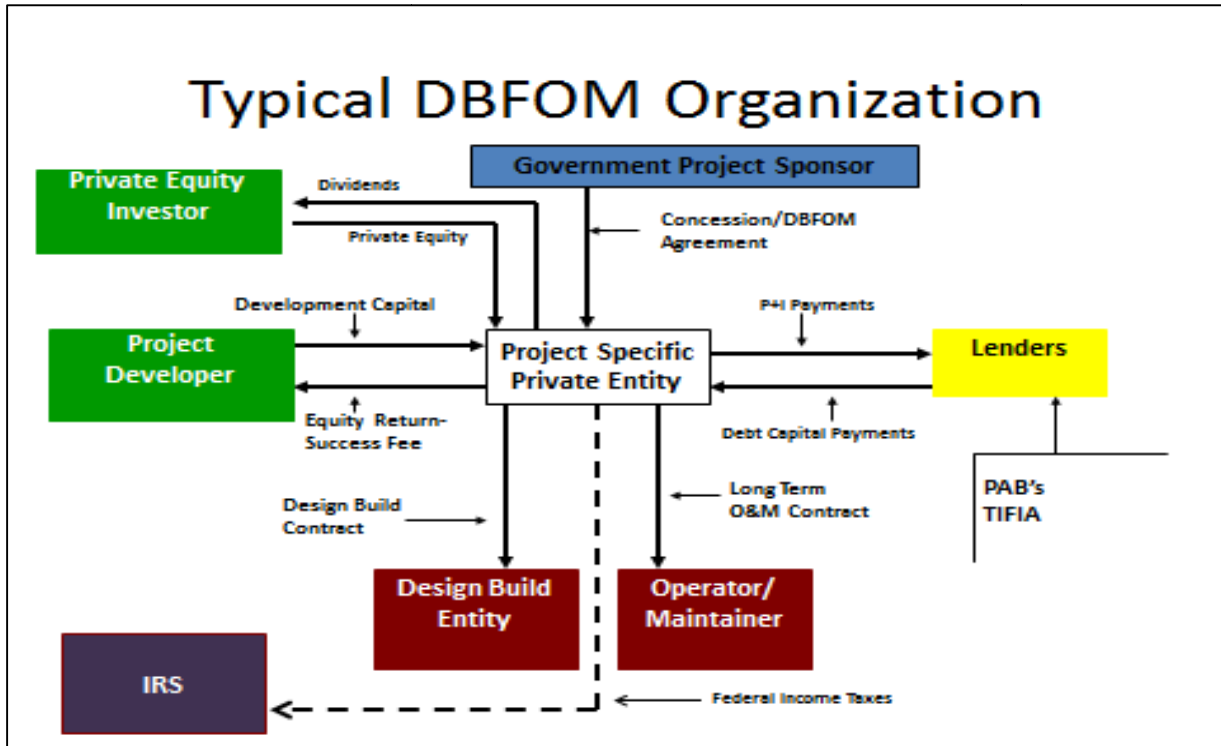 Typical DBFOM Organization
Government Project Sponsor
Private Equity
Investor
Dividends
Private Equity
Concession/DBFOM
Agreement
Development Capital
P+I Payments
Project
Developer
Project Specific
Private Entity
Lenders
Equity Return-
Success Fee
Debt Capital Payments
Design Build
Contract
Long Term
O&M Contract
PAB's
TIFIA
Design Build
Entity
Operator/
Maintainer
IRS
Federal Income Taxes